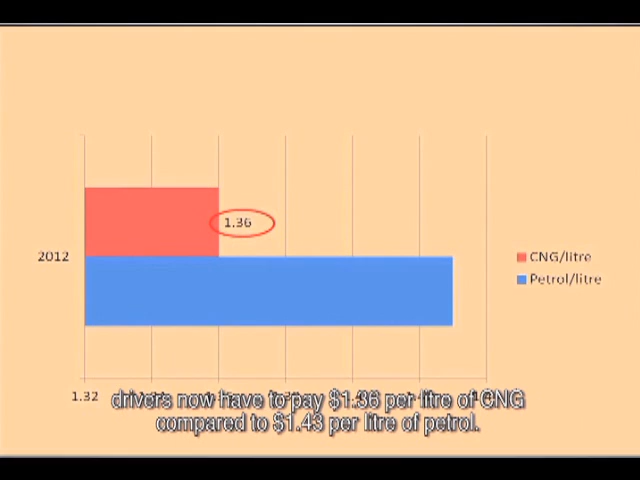 1.36
2012
CNG/litre
Petrol/litre
1.32
drivers now have to pay $1.36 per litre of CNG
compared to $1.43 per litre of petrol.